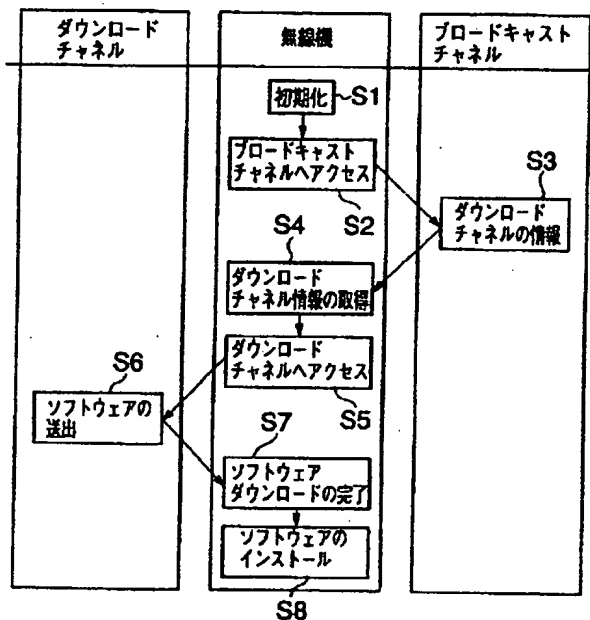 ダウンロード
チャネル
無線機
ブロードキャスト
チャネル
初期化
S1
ブロードキャスト
チャネルへアクセス
S2
S3
ダウンロード
チャネルの情報
S4
ダウンロード
チャネル情報の取得
ダウンロード
チャネルへアクセス
S5
S6
ソフトウェアの
送出
S7
ソフトウェア
ダウンロードの完了
ソフトウェアの
インストール
S8